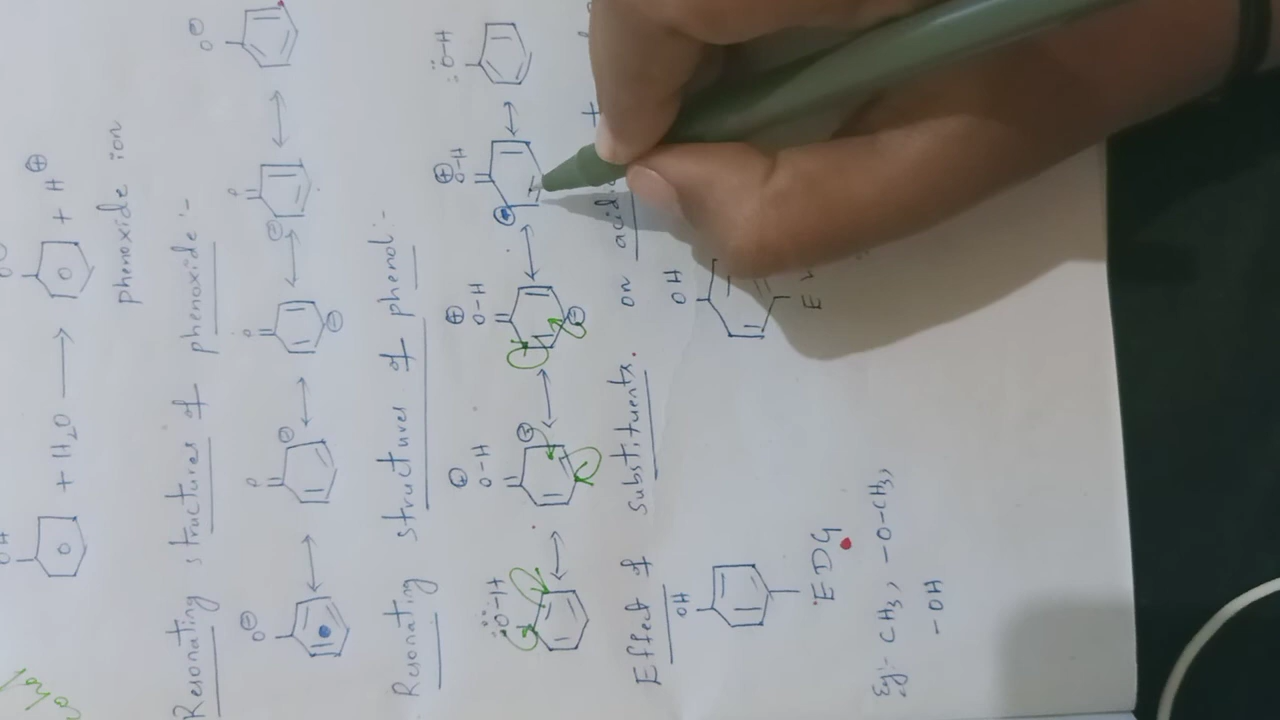 OH + H₂O ⟶ O⊖ + H⊕
phenoxide ion
Resonating structures of phenoxide:-
O⊖ ⟷ O ⊖ ⟷ O ⊖ ⟷ O ⊖ ⟷ O⊖
Resonating structures of phenol:-
:Ö-H ⟷ ⊕ O-H ⊖ ⟷ ⊕ O-H ⊖ ⟷ ⊕ O-H ⊖ ⟷ :Ö-H
Effect of substituents on
OH OH
EDG
Eg:- CH₃, -O-CH₃,
-OH